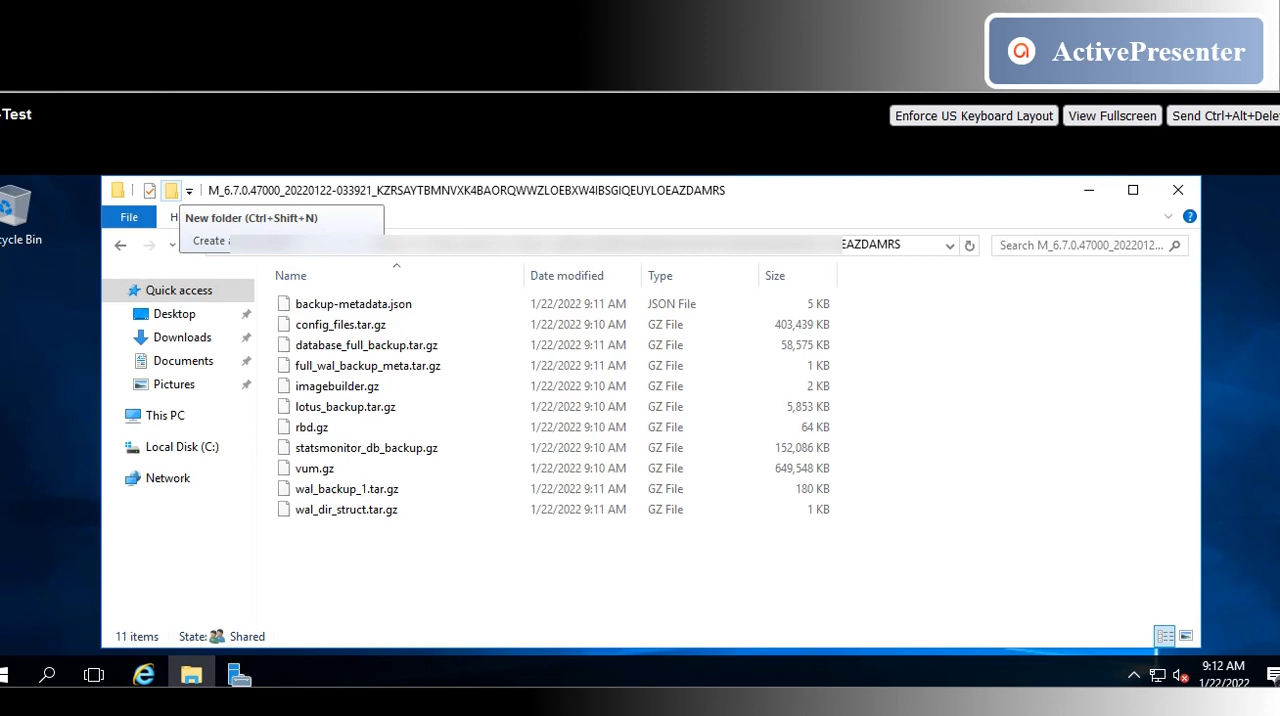 ActivePresenter
-Test
Enforce US Keyboard Layout View Fullscreen Send Ctrl+Alt+Dele
M_6.7.0.47000_20220122-033921_KZRSAYTBMNVXK4BAORQWWZLOEBXW4IBSGIQEUYLOEAZDAMRS
File H
New folder (Ctrl+Shift+N)
Create a
EAZDAMRS
Search M_6.7.0.47000_2022012...
cycle Bin
Name Date modified Type Size
Quick access
Desktop
Downloads
Documents
Pictures
This PC
Local Disk (C:)
Network
backup-metadata.json 1/22/2022 9:11 AM JSON File 5 KB
config_files.tar.gz 1/22/2022 9:10 AM GZ File 403,439 KB
database_full_backup.tar.gz 1/22/2022 9:11 AM GZ File 58,575 KB
full_wal_backup_meta.tar.gz 1/22/2022 9:11 AM GZ File 1 KB
imagebuilder.gz 1/22/2022 9:10 AM GZ File 2 KB
lotus_backup.tar.gz 1/22/2022 9:10 AM GZ File 5,853 KB
rbd.gz 1/22/2022 9:10 AM GZ File 64 KB
statsmonitor_db_backup.gz 1/22/2022 9:10 AM GZ File 152,086 KB
vum.gz 1/22/2022 9:10 AM GZ File 649,548 KB
wal_backup_1.tar.gz 1/22/2022 9:11 AM GZ File 180 KB
wal_dir_struct.tar.gz 1/22/2022 9:11 AM GZ File 1 KB
11 items State: Shared
9:12 AM
1/22/2022